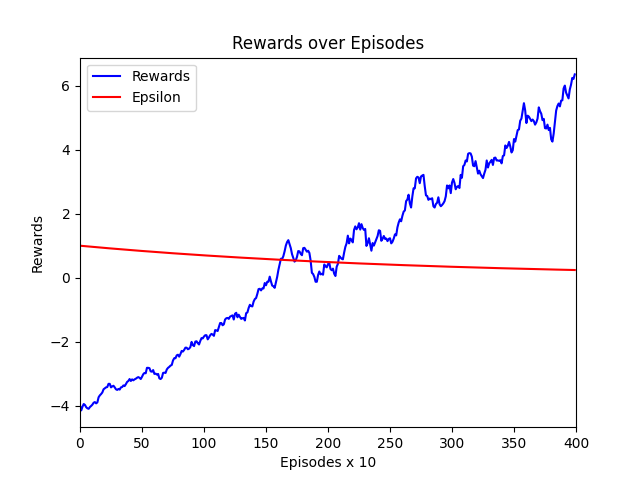 Rewards over Episodes
Rewards
Epsilon
6
4
2
0
−2
−4
Rewards
0 50 100 150 200 250 300 350 400
Episodes x 10